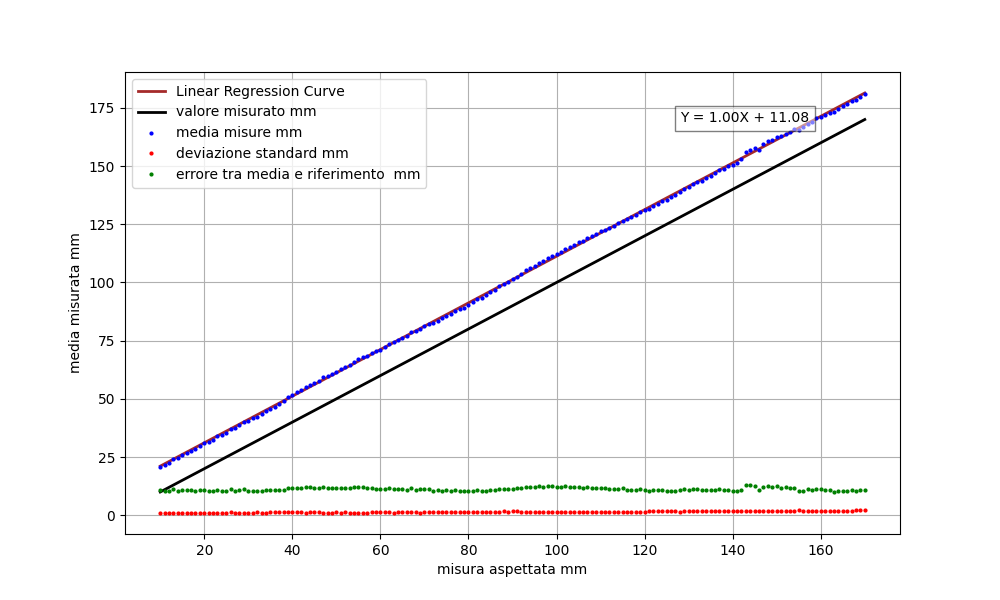 Linear Regression Curve
valore misurato mm
media misure mm
deviazione standard mm
errore tra media e riferimento  mm
Y = 1.00X + 11.08
175
150
125
100
75
50
25
0
media misurata mm
20 40 60 80 100 120 140 160
misura aspettata mm